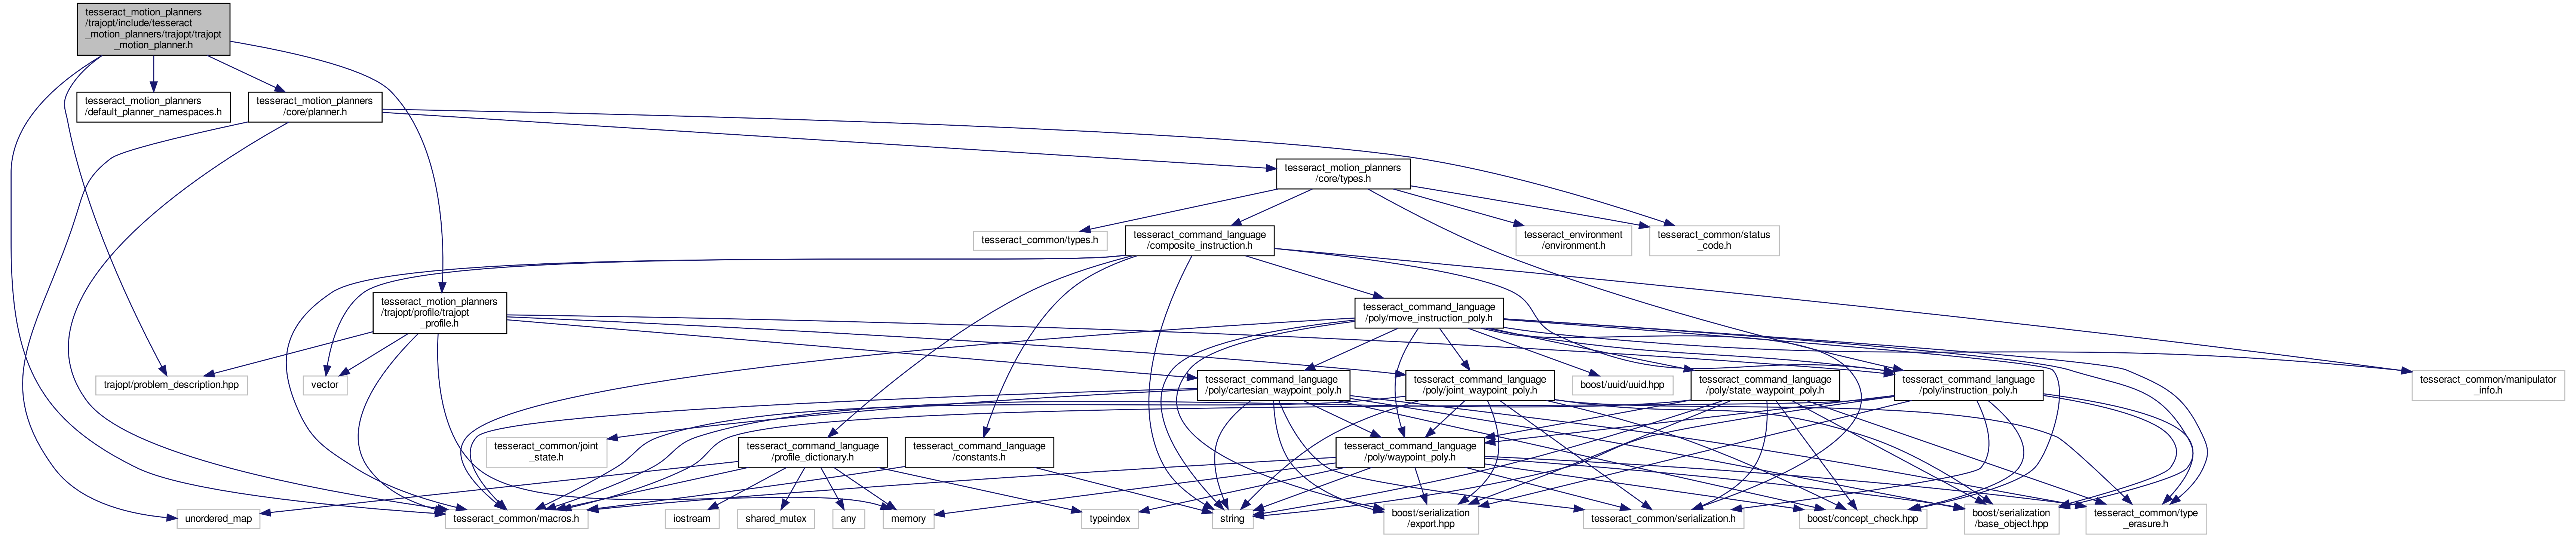 tesseract_motion_planners
/trajopt/include/tesseract
_motion_planners/trajopt/trajopt
_motion_planner.h
tesseract_motion_planners
/default_planner_namespaces.h
tesseract_motion_planners
/core/planner.h
tesseract_motion_planners
/core/types.h
tesseract_common/types.h
tesseract_command_language
/composite_instruction.h
tesseract_environment
/environment.h
tesseract_common/status
_code.h
tesseract_motion_planners
/trajopt/profile/trajopt
_profile.h
tesseract_command_language
/poly/move_instruction_poly.h
trajopt/problem_description.hpp
vector
tesseract_command_language
/poly/cartesian_waypoint_poly.h
tesseract_command_language
/poly/joint_waypoint_poly.h
boost/uuid/uuid.hpp
tesseract_command_language
/poly/state_waypoint_poly.h
tesseract_command_language
/poly/instruction_poly.h
tesseract_common/manipulator
_info.h
tesseract_common/joint
_state.h
tesseract_command_language
/profile_dictionary.h
tesseract_command_language
/constants.h
tesseract_command_language
/poly/waypoint_poly.h
unordered_map
tesseract_common/macros.h
iostream
shared_mutex
any
memory
typeindex
string
boost/serialization
/export.hpp
tesseract_common/serialization.h
boost/concept_check.hpp
boost/serialization
/base_object.hpp
tesseract_common/type
_erasure.h